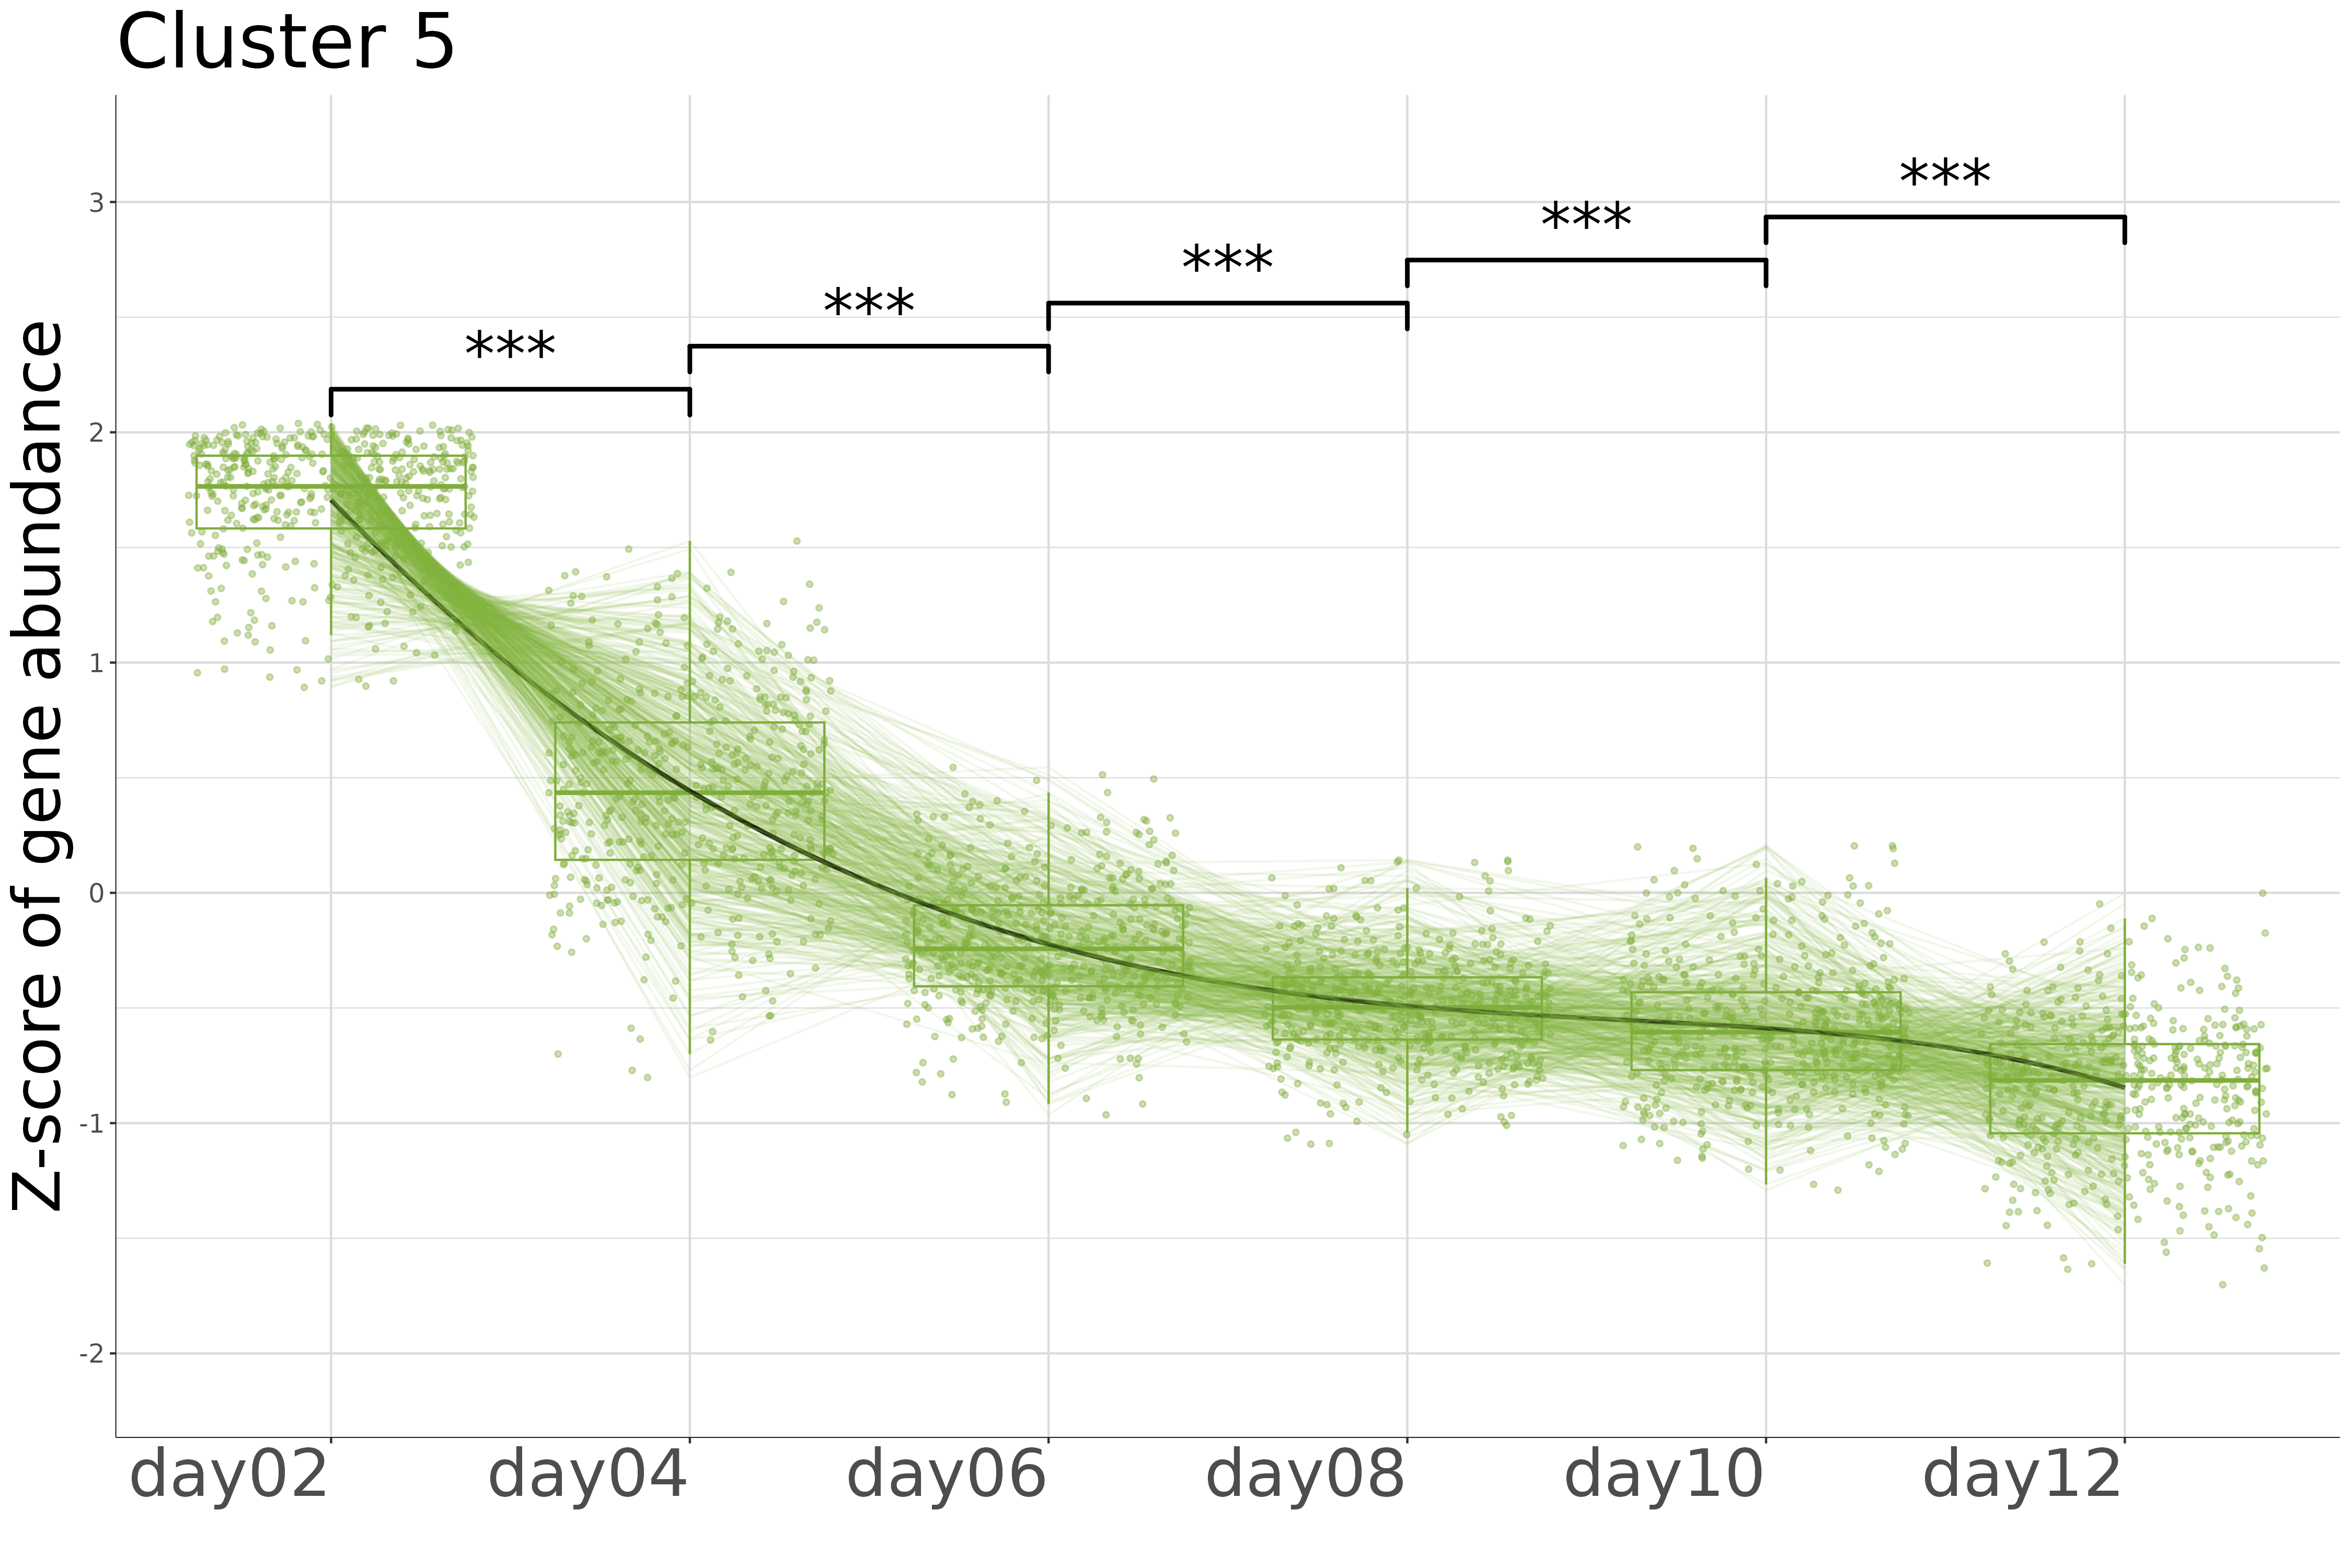 Cluster 5
Z-score of gene abundance
3
2
1
0
-1
-2
***
***
***
***
***
day02
day04
day06
day08
day10
day12